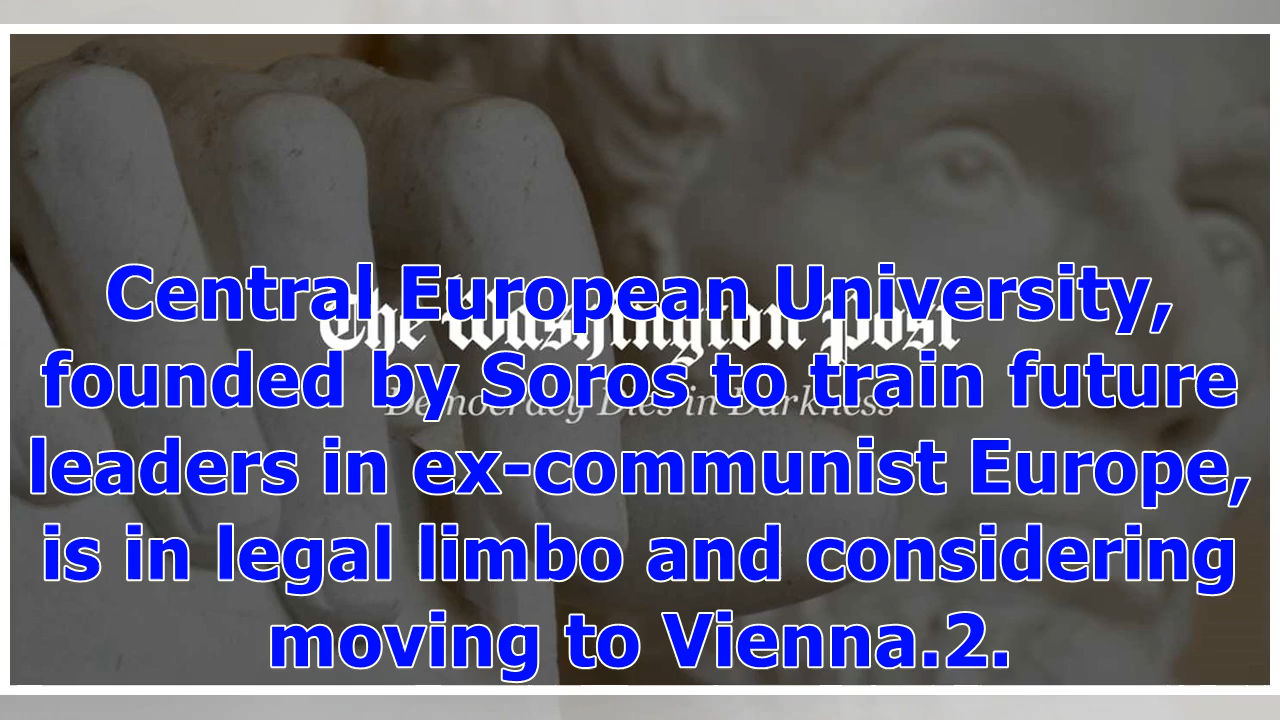 Central European University,
The Washington Post
founded by Soros to train future
Democracy Dies in Darkness
leaders in ex-communist Europe,
is in legal limbo and considering
moving to Vienna.2.